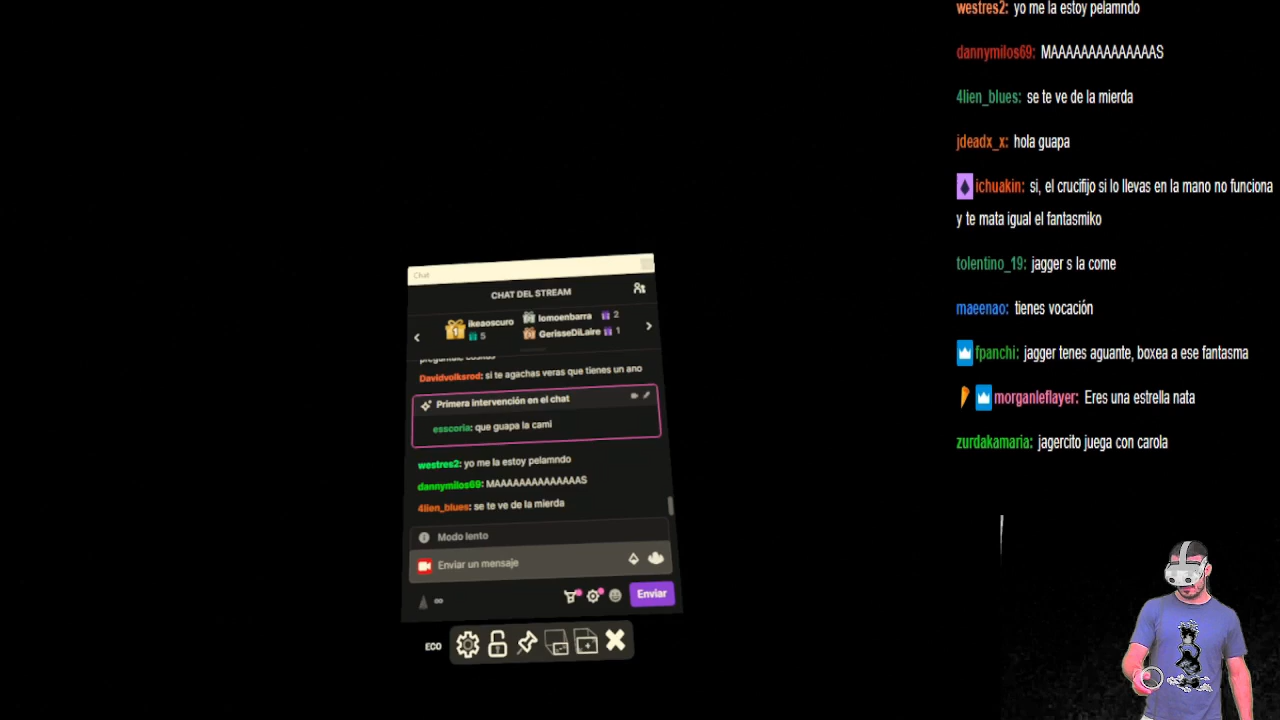 Chat
CHAT DEL STREAM
ikeaoscuro
5
lomoenbarra 2
GerisseDiLaire 1
Davidvolksrod: si te agachas veras que tienes un ano
Primera intervención en el chat
esscoria: que guapa la cami
westres2: yo me la estoy pelamndo
dannymilos69: MAAAAAAAAAAAAAAS
4lien_blues: se te ve de la mierda
Modo lento
Enviar un mensaje
∞
Enviar
ECO
westres2: yo me la estoy pelamndo
dannymilos69: MAAAAAAAAAAAAAAS
4lien_blues: se te ve de la mierda
jdeadx_x: hola guapa
ichuakin: si, el crucifijo si lo llevas en la mano no funciona
y te mata igual el fantasmiko
tolentino_19: jagger s la come
maeenao: tienes vocación
fpanchi: jagger tenes aguante, boxea a ese fantasma
morganleflayer: Eres una estrella nata
zurdakamaria: jagercito juega con carola